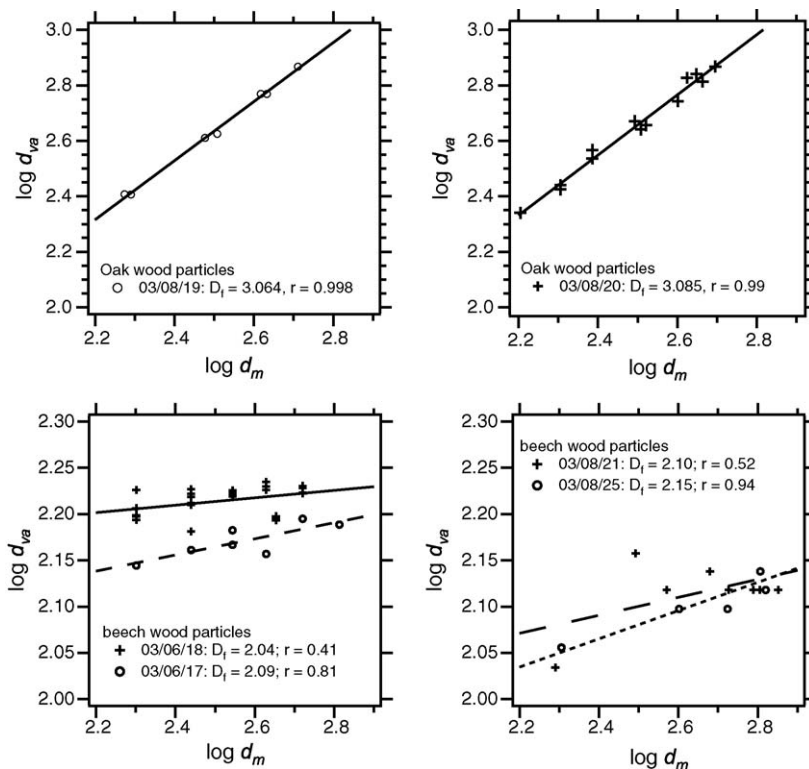 3.0
2.8
2.6
2.4
2.2
2.0
log dva
Oak wood particles
03/08/19: Df = 3.064, r = 0.998
2.2 2.4 2.6 2.8
log dm
3.0
2.8
2.6
2.4
2.2
2.0
log dva
Oak wood particles
03/08/20: Df = 3.085, r = 0.99
2.2 2.4 2.6 2.8
log dm
2.30
2.25
2.20
2.15
2.10
2.05
2.00
log dva
beech wood particles
03/06/18: Df = 2.04; r = 0.41
03/06/17: Df = 2.09; r = 0.81
2.2 2.4 2.6 2.8
log dm
2.30
2.25
2.20
2.15
2.10
2.05
2.00
log dva
beech wood particles
03/08/21: Df = 2.10; r = 0.52
03/08/25: Df = 2.15; r = 0.94
2.2 2.4 2.6 2.8
log dm